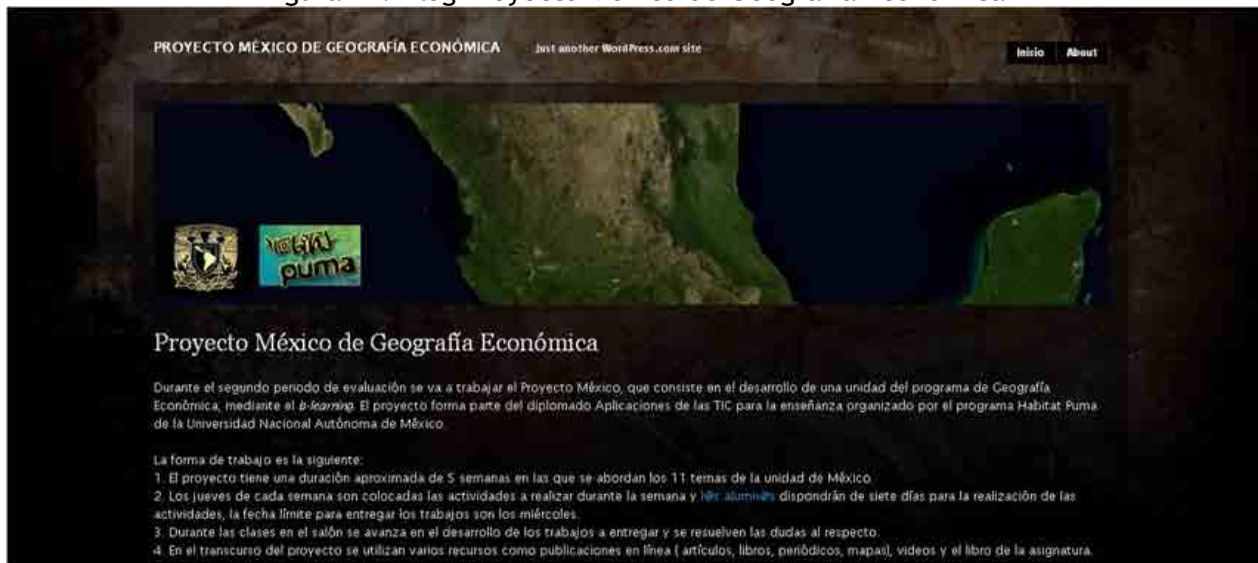 PROYECTO MÉXICO DE GEOGRAFÍA ECONÓMICA Just another WordPress.com site Inicio About
puma
Proyecto México de Geografía Económica
Durante el segundo periodo de evaluación se va a trabajar el Proyecto México, que consiste en el desarrollo de una unidad del programa de Geografía
Económica, mediante el b-learning. El proyecto forma parte del diplomado Aplicaciones de las TIC para la enseñanza organizado por el programa Habitat Puma
de la Universidad Nacional Autónoma de México.
La forma de trabajo es la siguiente:
1. El proyecto tiene una duración aproximada de 5 semanas en las que se abordan los 11 temas de la unidad de México.
2. Los jueves de cada semana son colocadas las actividades a realizar durante la semana y l@s alumn@s dispondrán de siete días para la realización de las
actividades, la fecha límite para entregar los trabajos son los miércoles.
3. Durante las clases en el salón se avanza en el desarrollo de los trabajos a entregar y se resuelven las dudas al respecto.
4. En el transcurso del proyecto se utilizan varios recursos como publicaciones en línea ( artículos, libros, periódicos, mapas), videos y el libro de la asignatura.